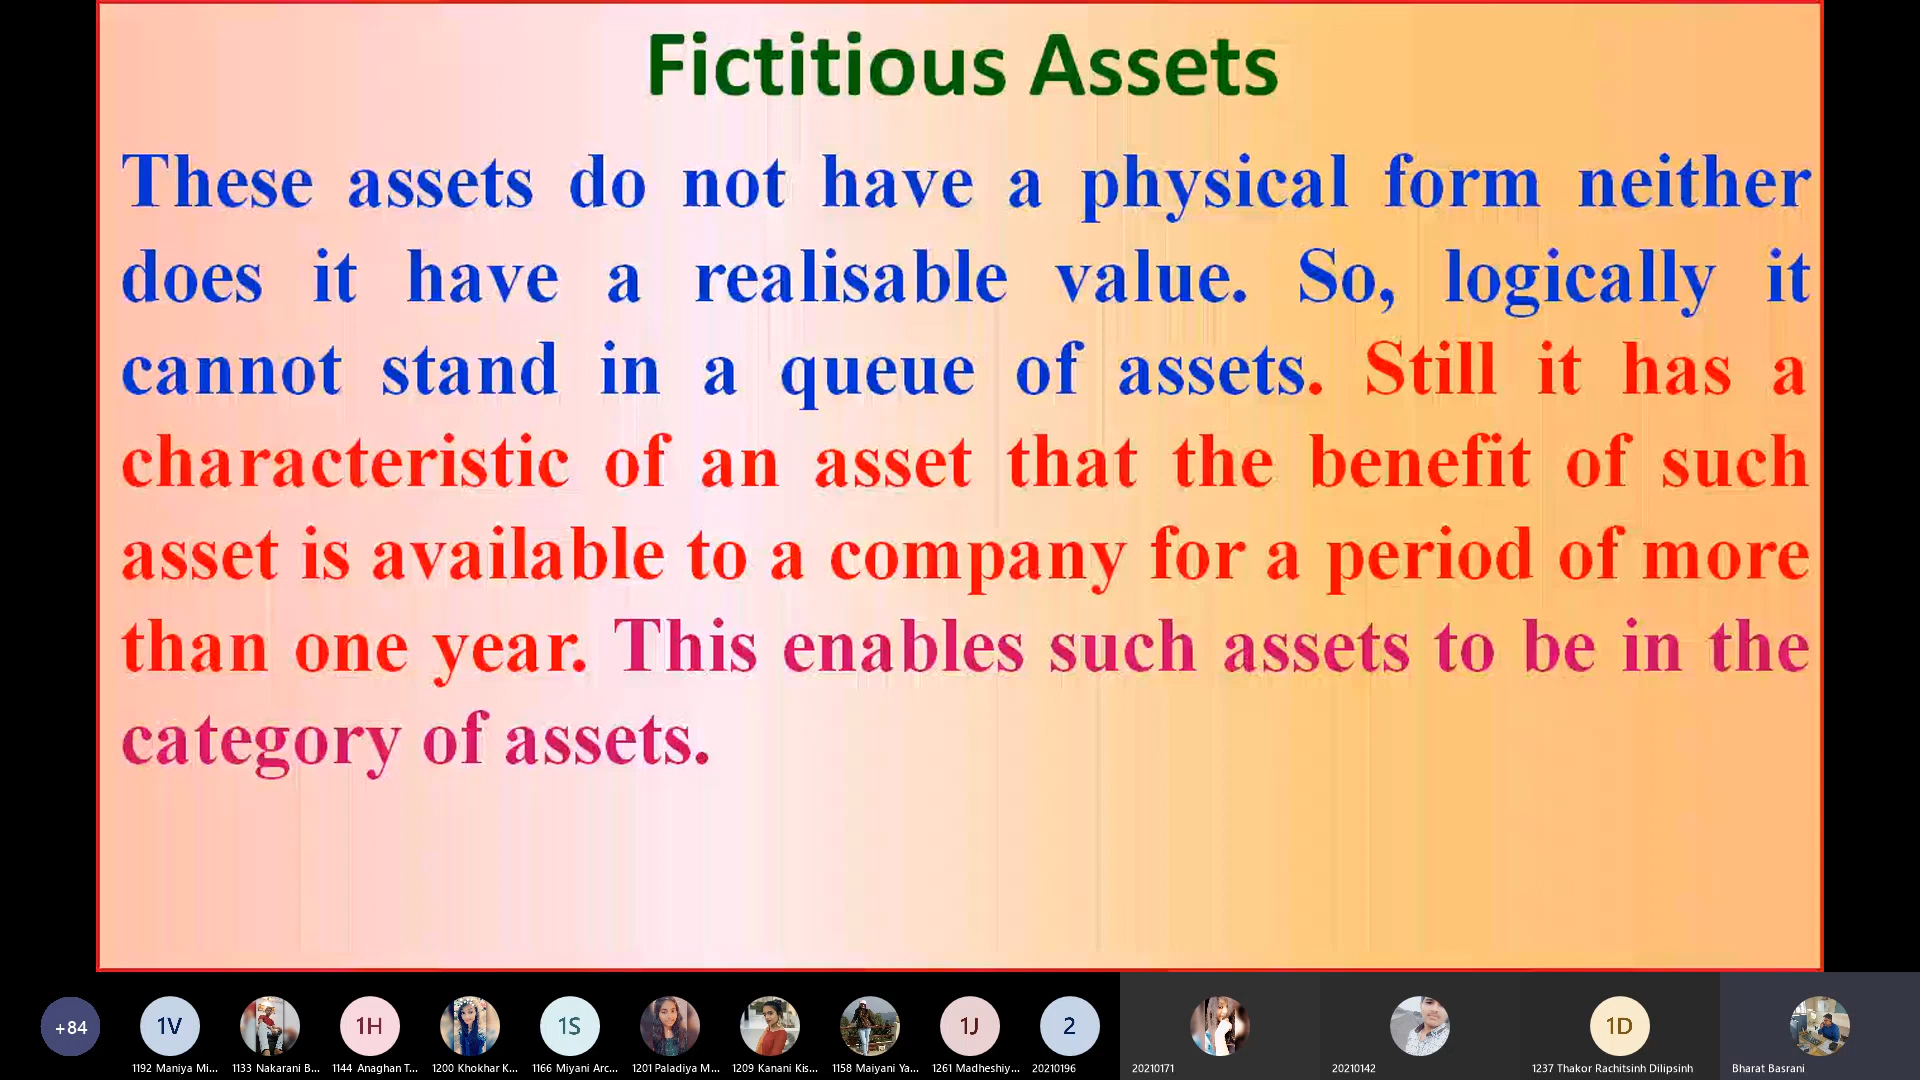 Fictitious Assets
These assets do not have a physical form neither
does it have a realisable value. So, logically it
cannot stand in a queue of assets. Still it has a
characteristic of an asset that the benefit of such
asset is available to a company for a period of more
than one year. This enables such assets to be in the
category of assets.
+84
1V
1H
1S
1J
2
1D
1192 Maniya Mi...
1133 Nakarani B...
1144 Anaghan T...
1200 Khokhar K...
1166 Miyani Arc...
1201 Paladiya M...
1209 Kanani Kis...
1158 Maiyani Ya...
1261 Madheshiy...
20210196
20210171
20210142
1237 Thakor Rachitsinh Dilipsinh
Bharat Basrani